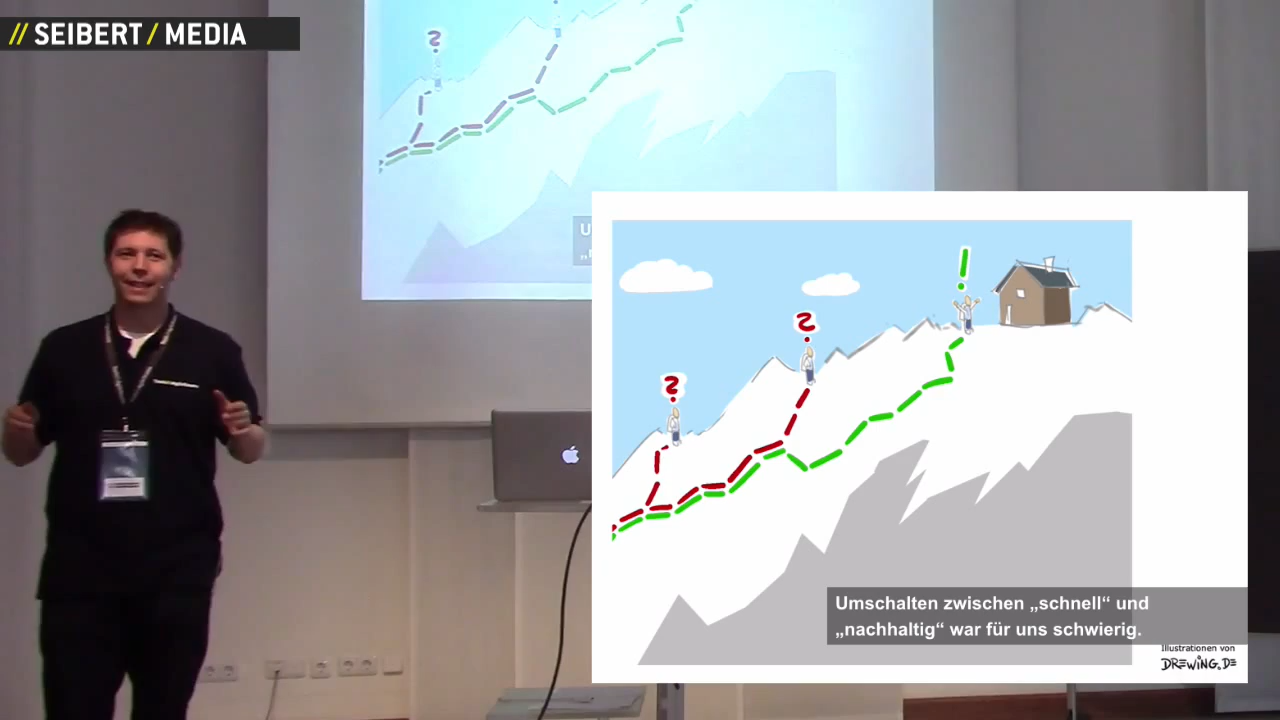 // SEIBERT / MEDIA
?
U
?
?
!
Umschalten zwischen „schnell“ und
„nachhaltig“ war für uns schwierig.
Illustrationen von
DREWING.DE